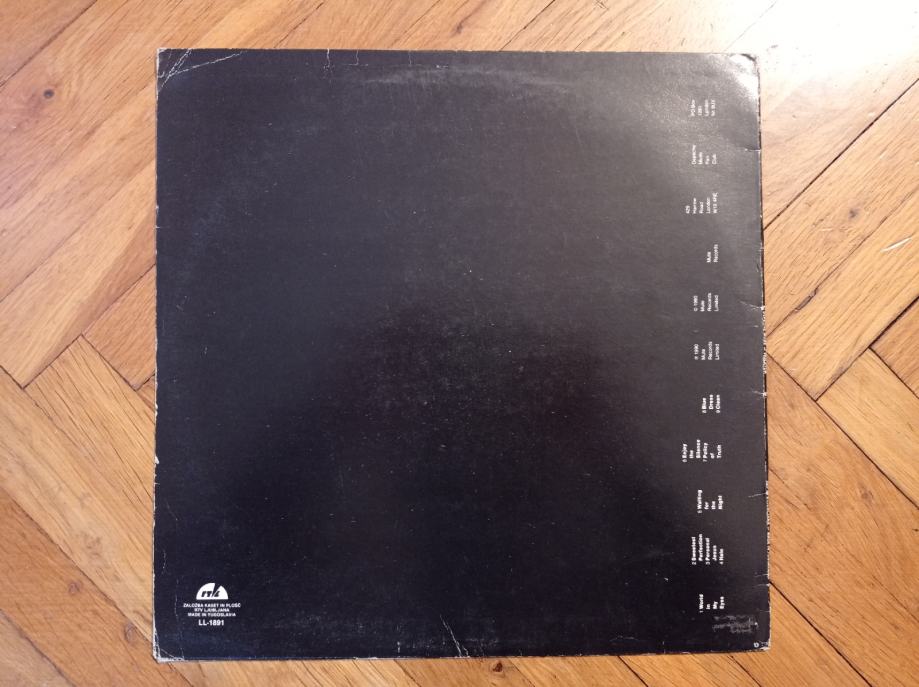 1 World
in
My
Eyes
2 Sweetest
Perfection
3 Personal
Jesus
4 Halo
5 Waiting
for
the
Night
6 Enjoy
the
Silence
7 Policy
of
Truth
8 Blue
Dress
9 Clean
℗ 1990
Mute
Records
Limited
© 1990
Mute
Records
Limited
Mute
Records
429
Harrow
Road
London
W10 4RE
Depeche
Mode
Fan
Club
PO Box
London
rtvl
ZALOŽBA KASET IN PLOŠČ
RTV LJUBLJANA
MADE IN YUGOSLAVIA
LL-1891